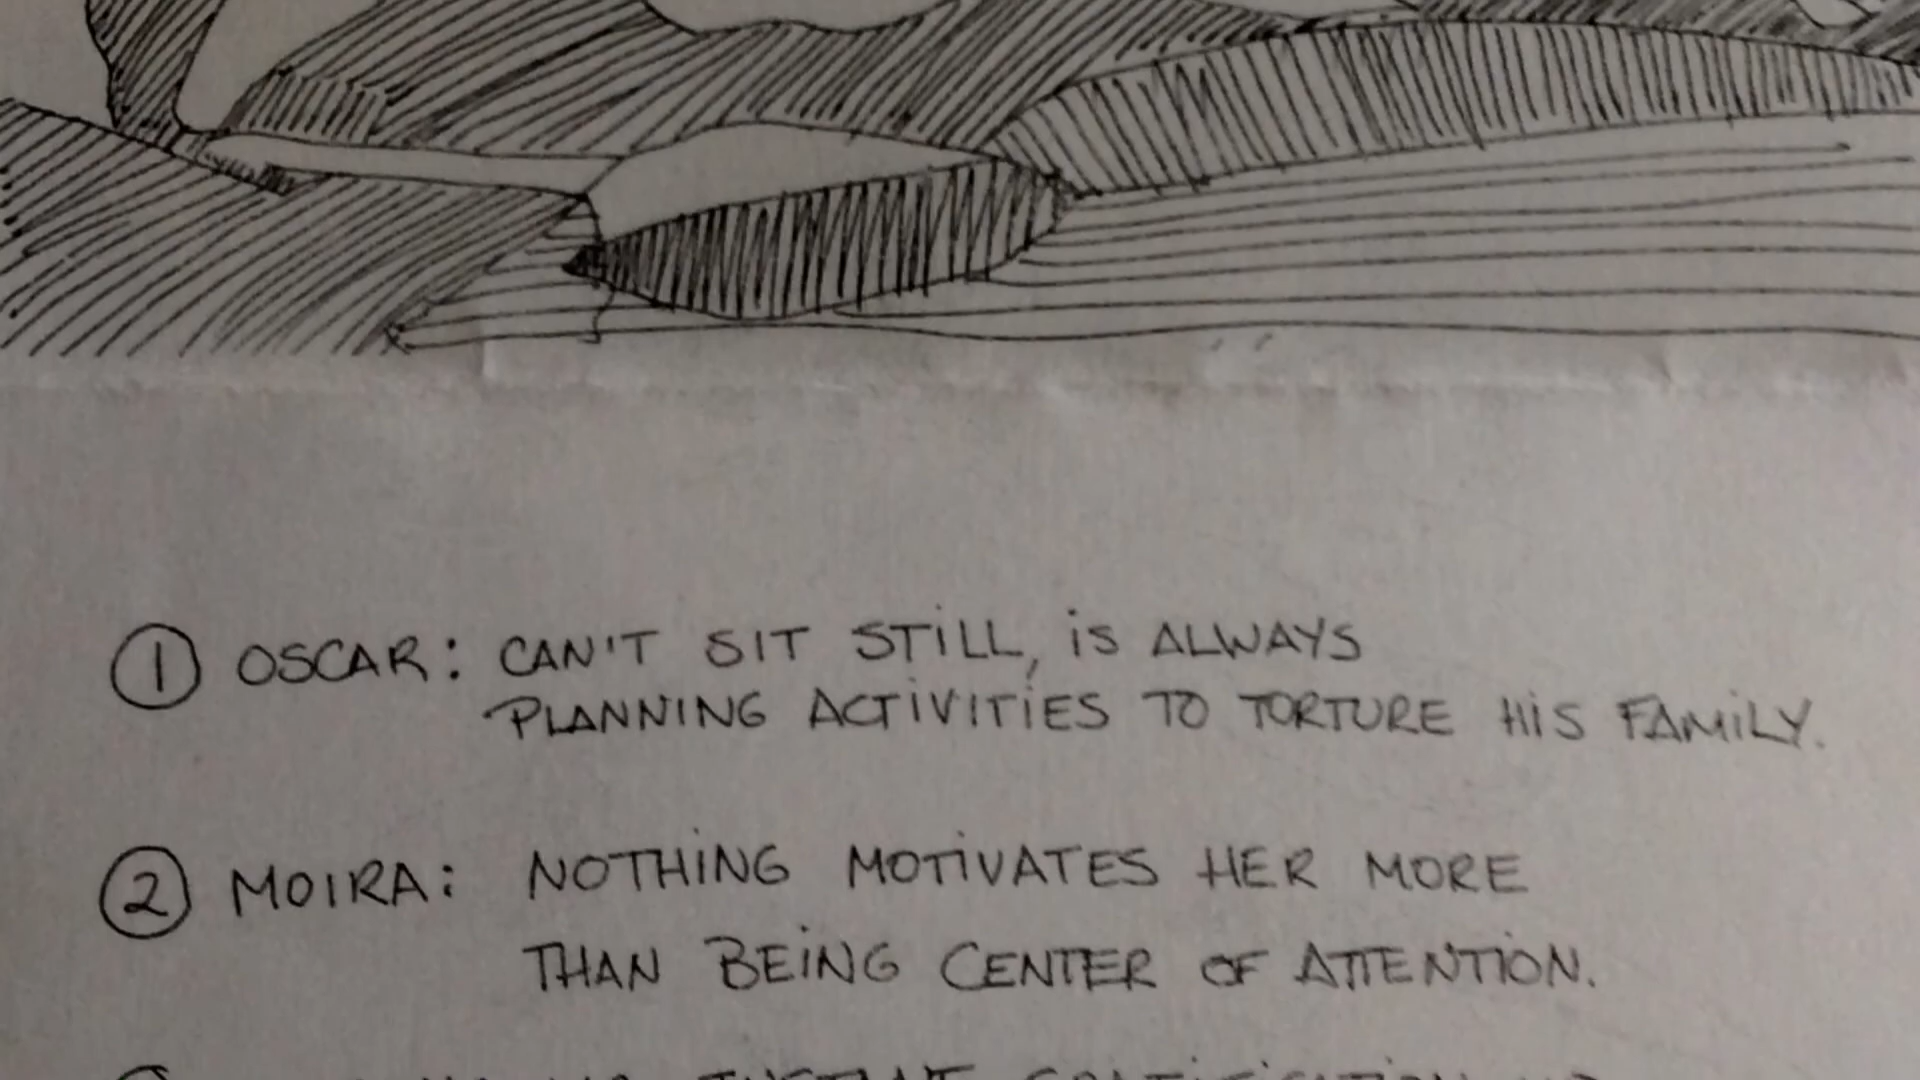 ① OSCAR: CAN'T SIT STILL, is ALWAYS
PLANNING ACTIVITIES TO TORTURE HIS FAMILY.
② MOIRA: NOTHING MOTIVATES HER MORE
THAN BEING CENTER OF ATTENTION.